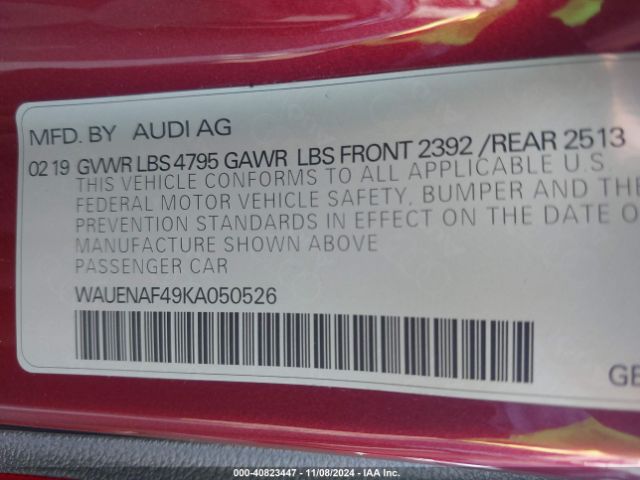 MFD. BY AUDI AG
02 19 GVWR LBS 4795 GAWR LBS FRONT 2392 /REAR 2513
THIS VEHICLE CONFORMS TO ALL APPLICABLE U.S.
FEDERAL MOTOR VEHICLE SAFETY, BUMPER AND THE
PREVENTION STANDARDS IN EFFECT ON THE DATE O
MANUFACTURE SHOWN ABOVE
PASSENGER CAR
WAUENAF49KA050526
GE
000-40823447 - 11/08/2024 - IAA Inc.